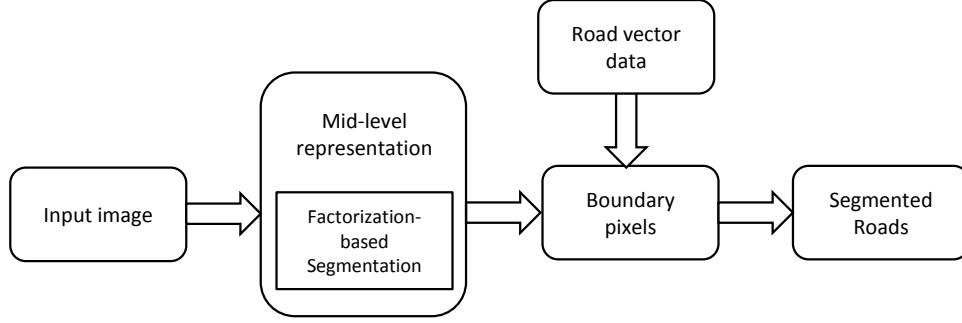 Road vector
data
Mid-level
representation
Input image
Factorization-
based
Segmentation
Boundary
pixels
Segmented
Roads